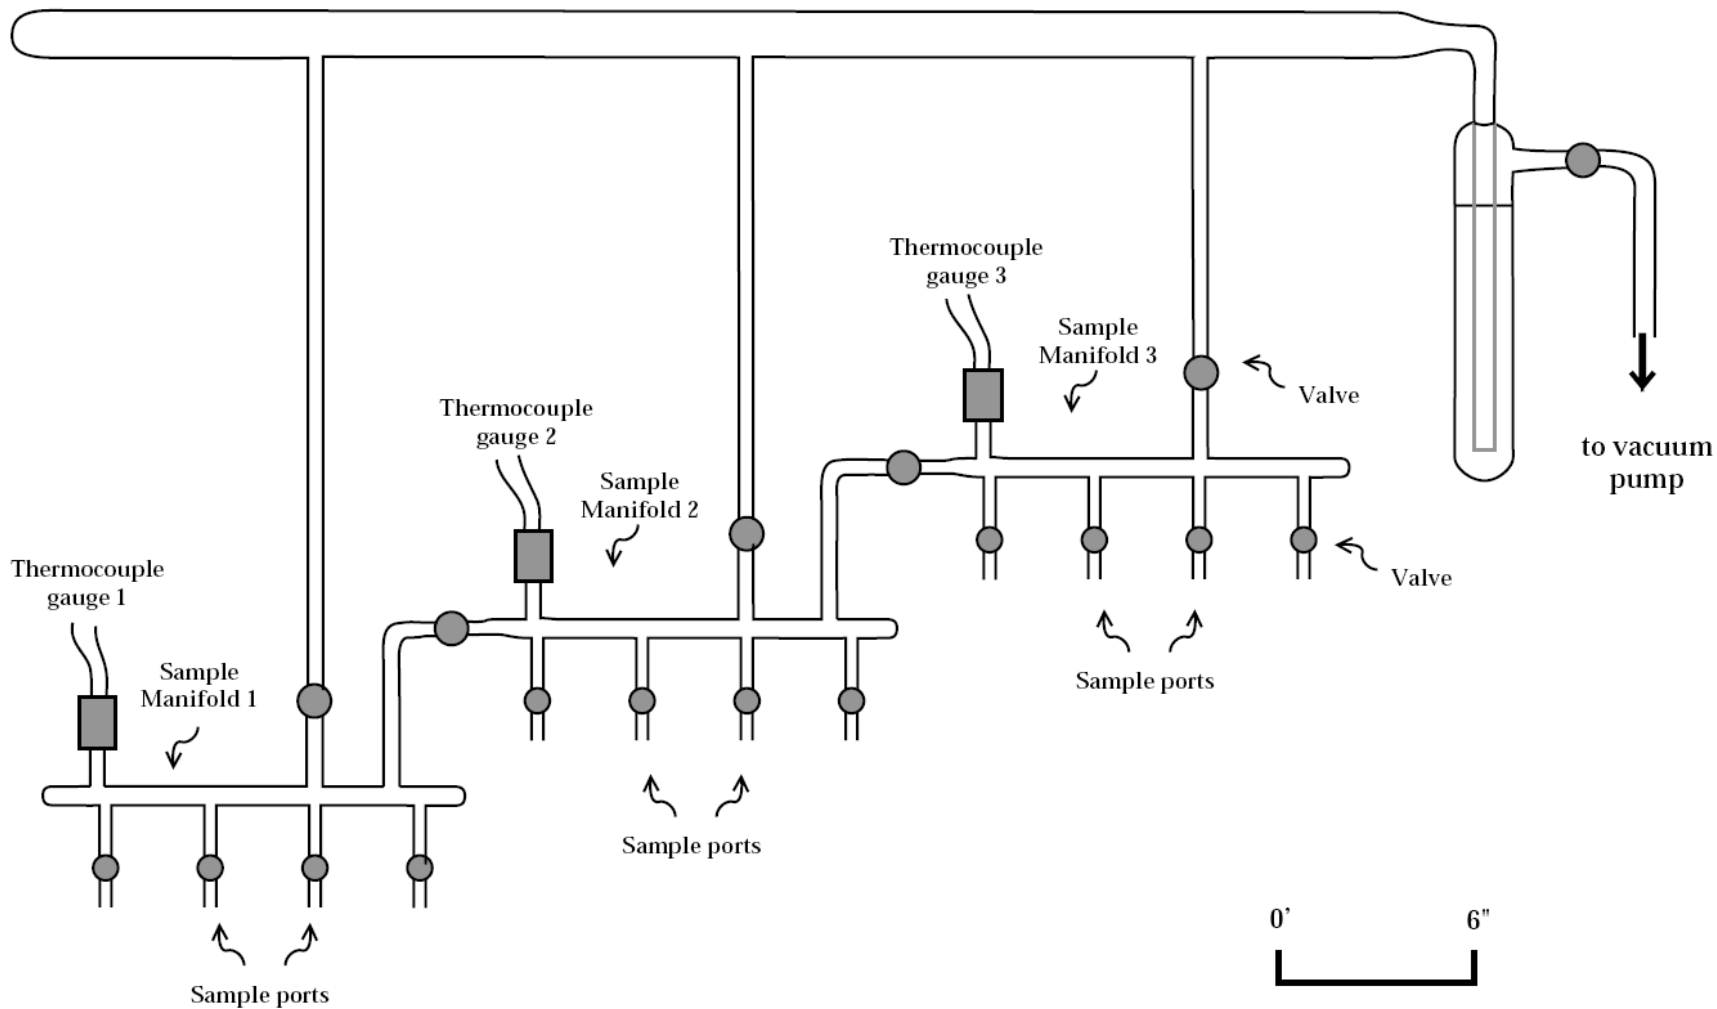 Thermocouple
gauge 3
Sample
Manifold 3
Valve
Thermocouple
gauge 2
to vacuum
pump
Sample
Manifold 2
Thermocouple
gauge 1
Valve
Sample
Manifold 1
Sample ports
Sample ports
0’ 6"
Sample ports